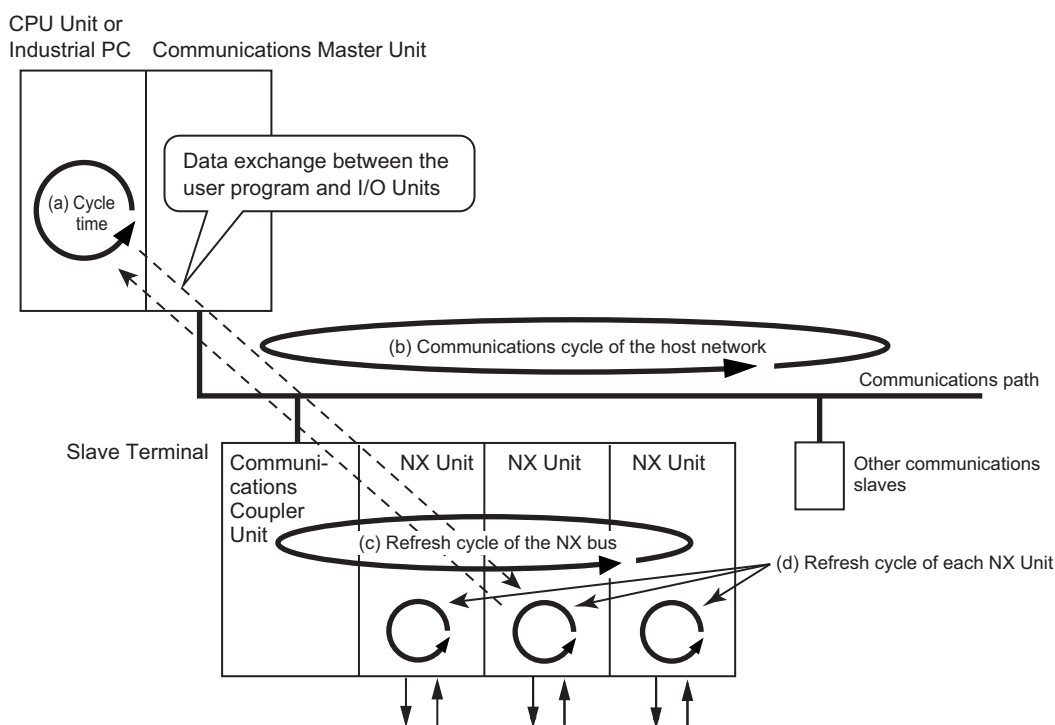 CPU Unit or
Industrial PC
Communications Master Unit
Data exchange between the
user program and I/O Units
(a) Cycle
time
(b) Communications cycle of the host network
Communications path
Slave Terminal
Communi-
cations
Coupler
Unit
NX Unit
NX Unit
NX Unit
Other communications
slaves
(c) Refresh cycle of the NX bus
(d) Refresh cycle of each NX Unit